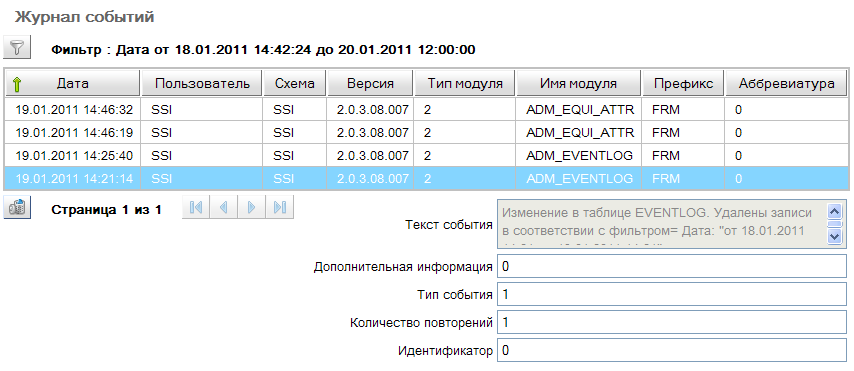 Журнал событий
Фильтр : Дата от 18.01.2011 14:42:24 до 20.01.2011 12:00:00
Дата Пользователь Схема Версия Тип модуля Имя модуля Префикс Аббревиатура
19.01.2011 14:46:32 SSI SSI 2.0.3.08.007 2 ADM_EQUI_ATTR FRM 0
19.01.2011 14:46:19 SSI SSI 2.0.3.08.007 2 ADM_EQUI_ATTR FRM 0
19.01.2011 14:25:40 SSI SSI 2.0.3.08.007 2 ADM_EVENTLOG FRM 0
19.01.2011 14:21:14 SSI SSI 2.0.3.08.007 2 ADM_EVENTLOG FRM 0
Страница 1 из 1
Текст события
Изменение в таблице EVENTLOG. Удалены записи
в соответствии с фильтром= Дата: "от 18.01.2011
Дополнительная информация 0
Тип события 1
Количество повторений 1
Идентификатор 0